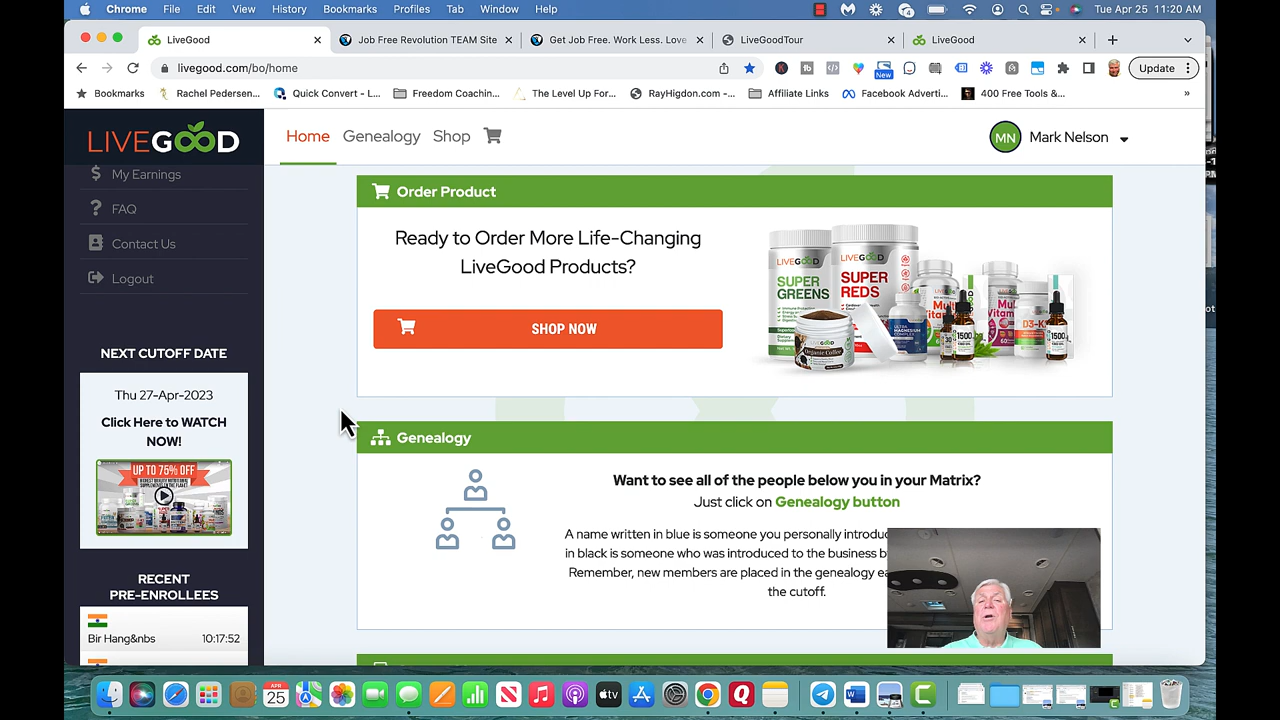 Chrome File Edit View History Bookmarks Profiles Tab Window Help
Tue Apr 25 11:20 AM
LiveGood
Job Free Revolution TEAM Site
Get Job Free. Work Less. Love
LiveGoodTour
LiveGood
livegood.com/bo/home
New
Update
Bookmarks
Rachel Pedersen...
Quick Convert - L...
Freedom Coachin...
The Level Up For...
RayHigdon.com -...
Affiliate Links
Facebook Adverti...
400 Free Tools &...
LIVEGOOD
Home Genealogy Shop
MN Mark Nelson
My Earnings
FAQ
Contact Us
Logout
NEXT CUTOFF DATE
Thu 27-Apr-2023
Click Here to WATCH
NOW!
UP TO 75% OFF
RECENT
PRE-ENROLLEES
Bir Hang&nbs 10:17:52
Order Product
Ready to Order More Life-Changing
LiveGood Products?
SHOP NOW
LIVEGOOD
SUPER
GREENS
LIVEGOOD
SUPER
REDS
Genealogy
Want to see all of the people below you in your Matrix?
Just click on Genealogy button
A name written in blue is someone you personally introdu
in black is someone who was introduced to the business b
Remember, new members are placed in the genealogy ea
cutoff.
APR
25